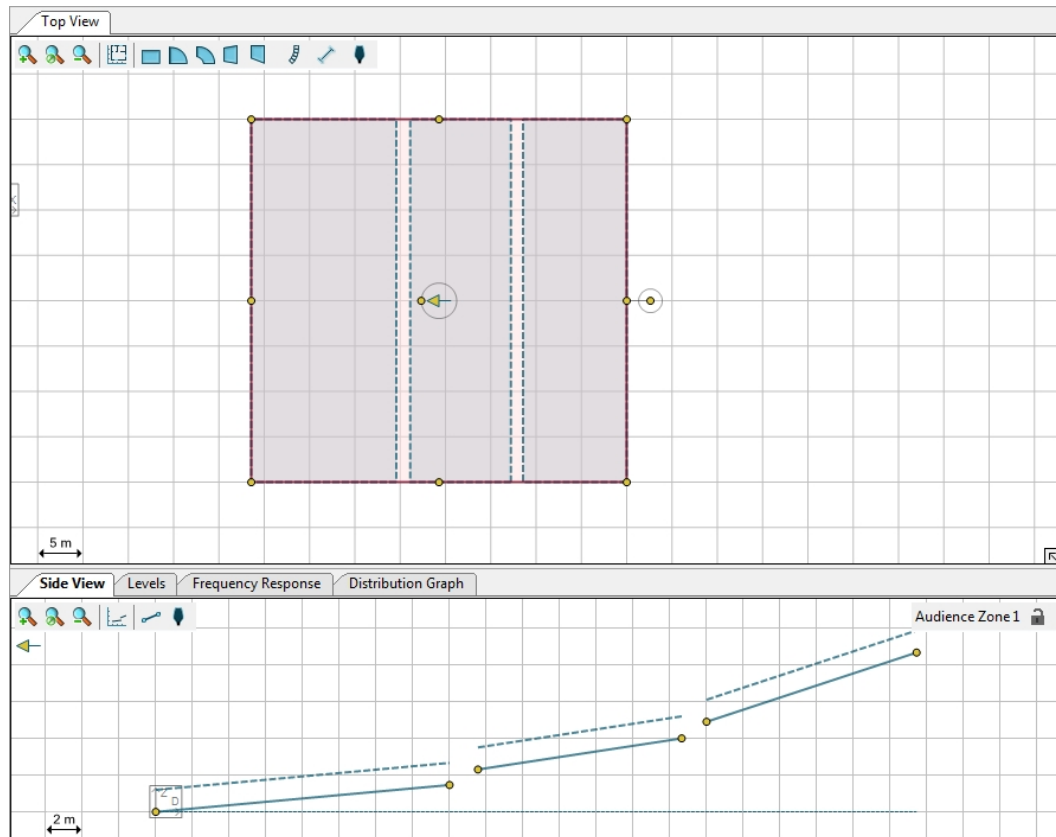 Top View
5 m
Side View
Levels
Frequency Response
Distribution Graph
Audience Zone 1
Z
D
2 m